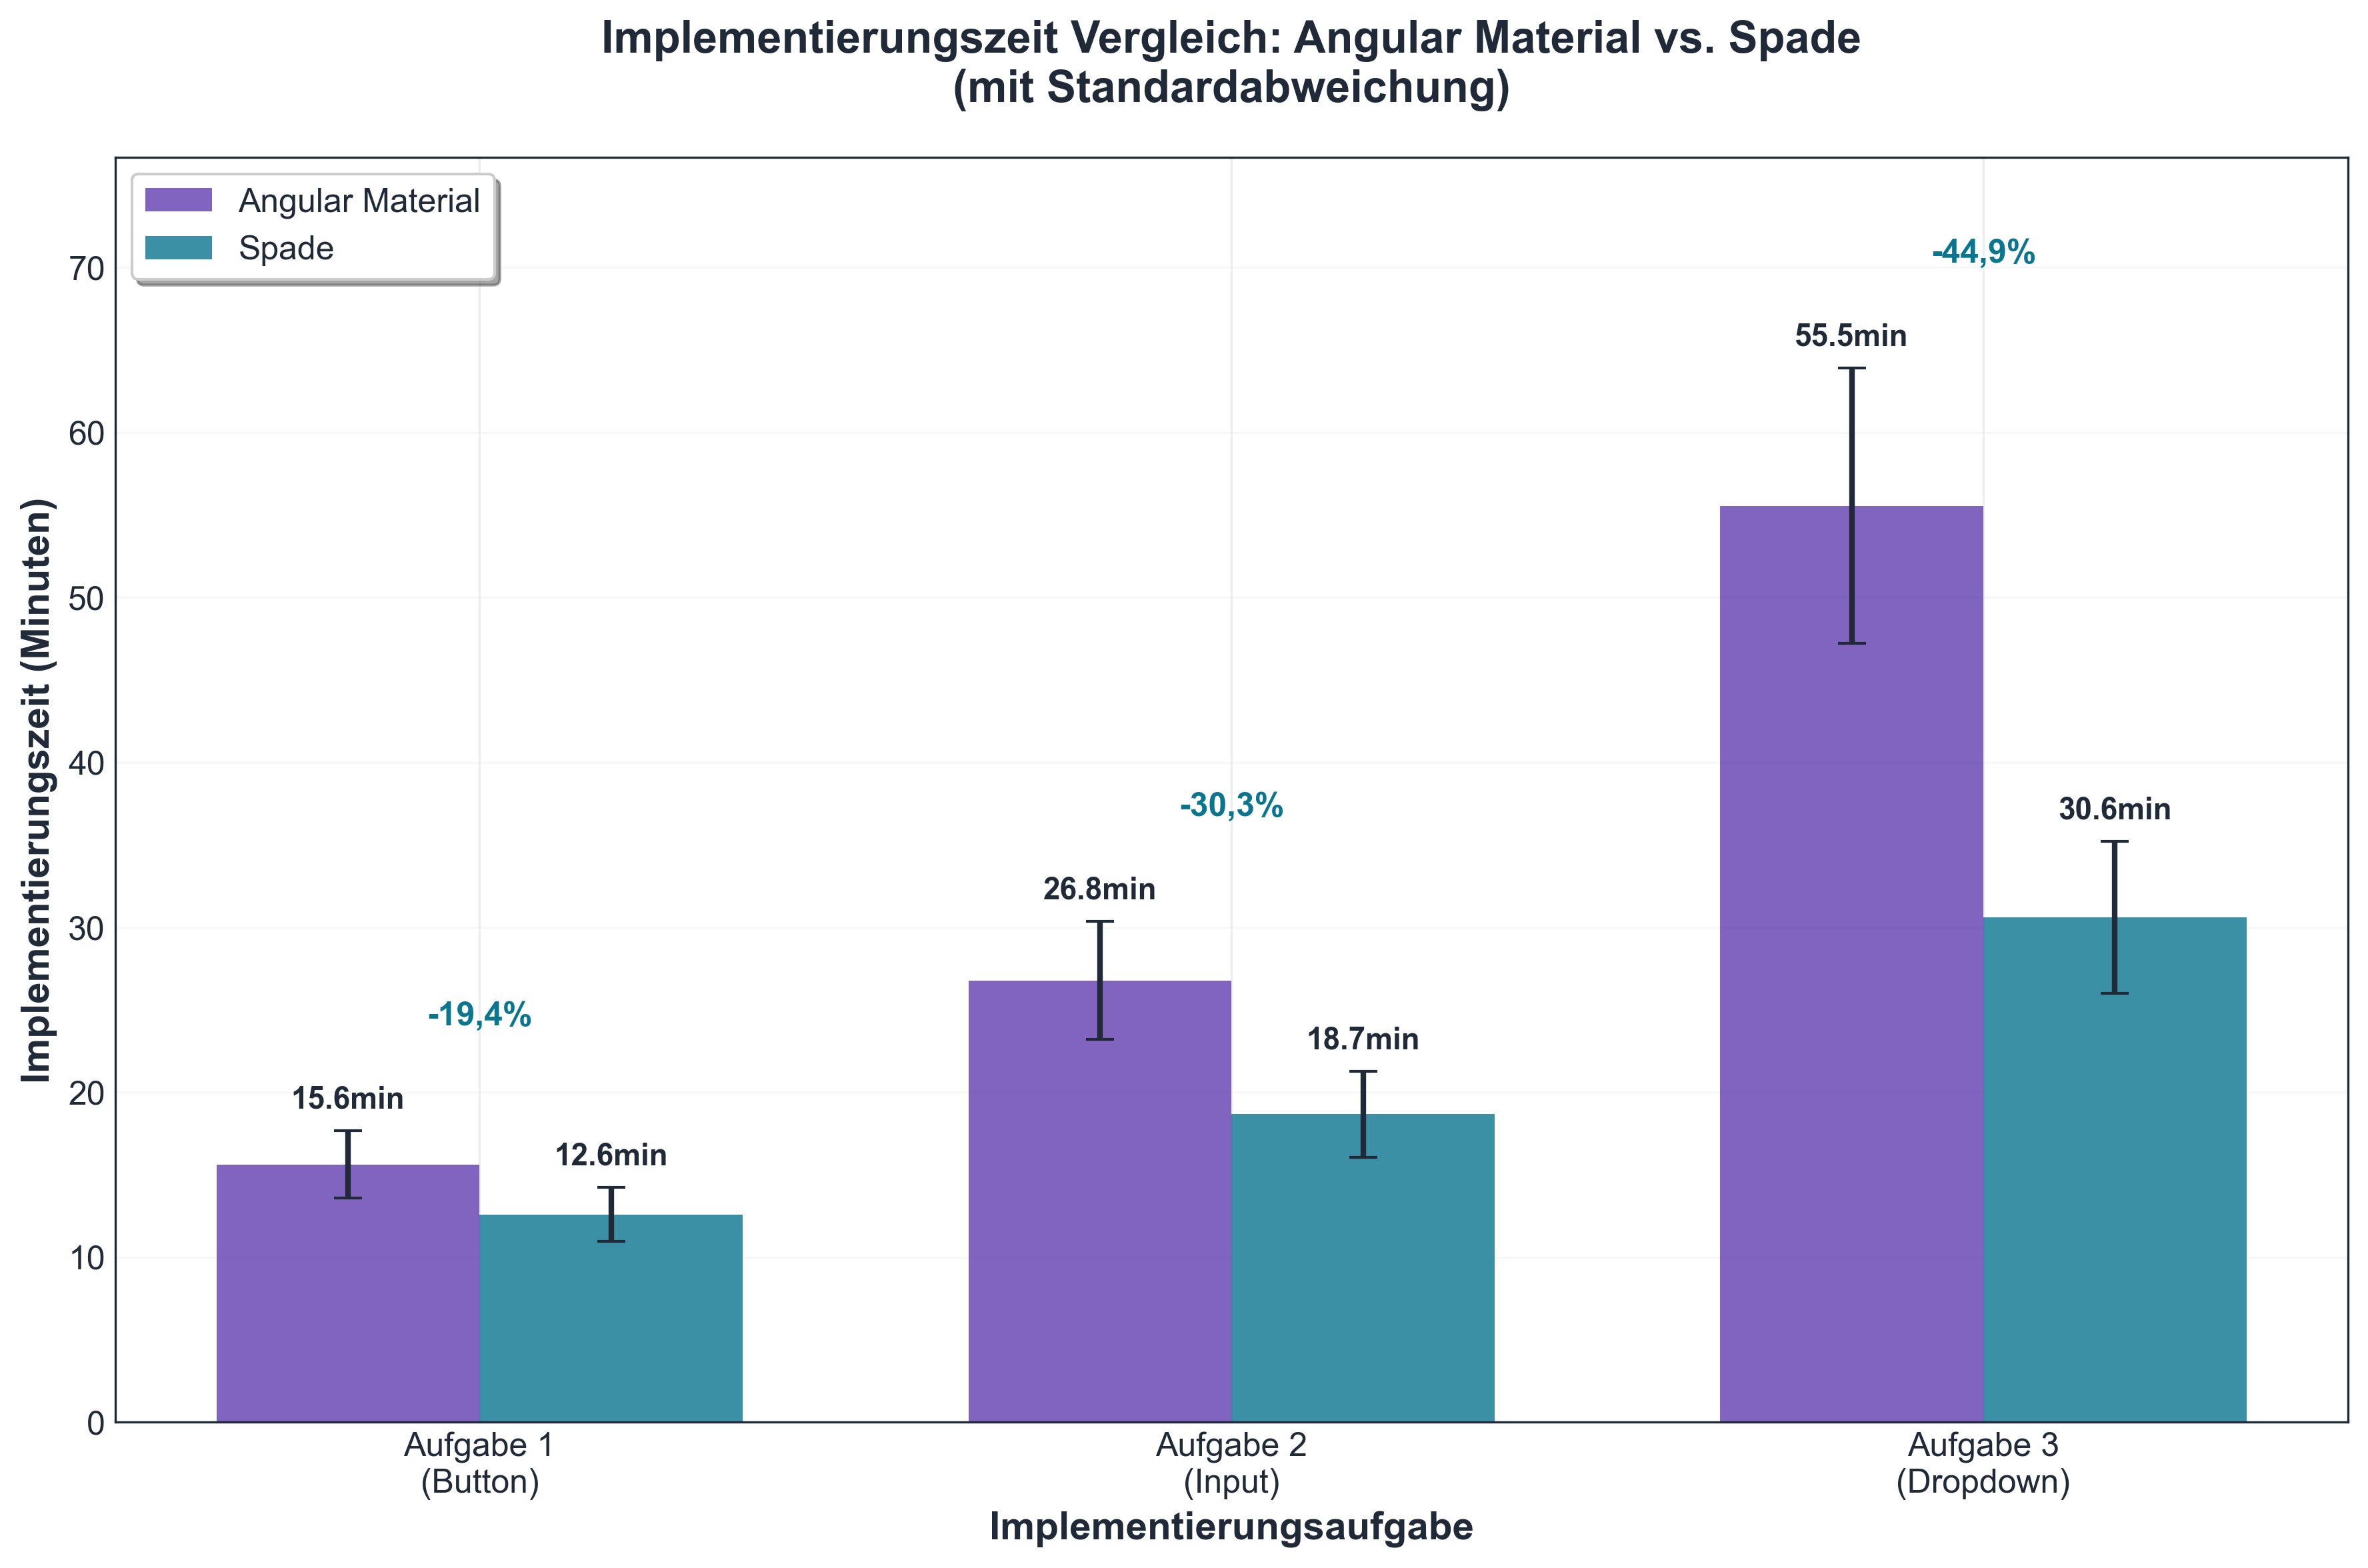 Implementierungszeit Vergleich: Angular Material vs. Spade
(mit Standardabweichung)
Angular Material
Spade
Implementierungszeit (Minuten)
70
60
50
40
30
20
10
0
-19,4%
15.6min
12.6min
-30,3%
26.8min
18.7min
-44,9%
55.5min
30.6min
Aufgabe 1
(Button)
Aufgabe 2
(Input)
Aufgabe 3
(Dropdown)
Implementierungsaufgabe